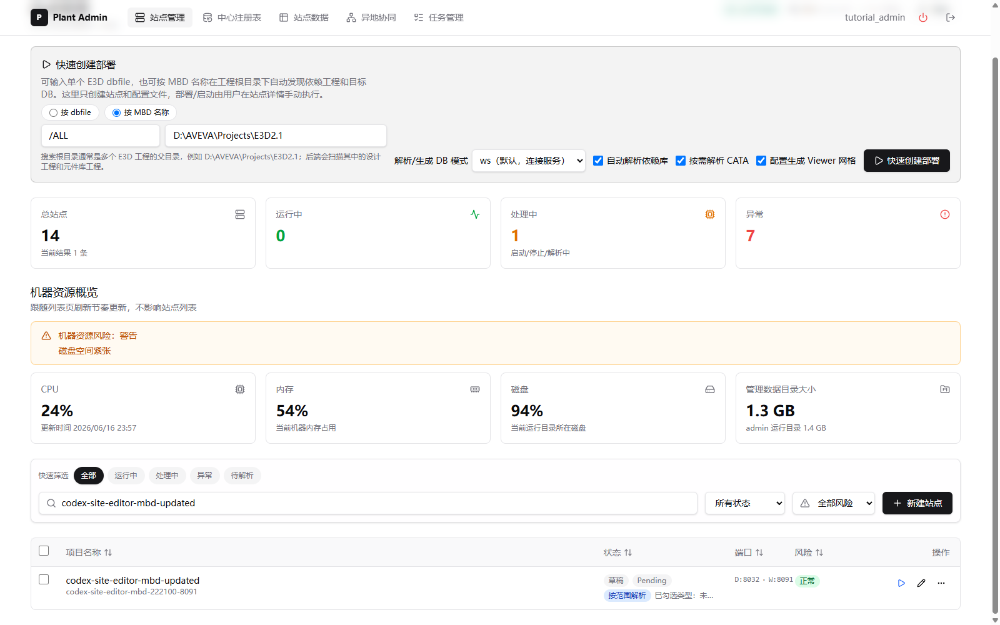 P Plant Admin 站点管理 中心注册表 站点数据 异地协同 任务管理 tutorial_admin
快速创建部署
可输入单个 E3D dbfile，也可按 MBD 名称在工程根目录下自动发现依赖工程和目标
DB。这里只创建站点和配置文件，部署/启动由用户在站点详情手动执行。
按 dbfile 按 MBD 名称
/ALL D:\AVEVA\Projects\E3D2.1
搜索根目录通常是多个 E3D 工程的父目录，例如 D:\AVEVA\Projects\E3D2.1；后端会扫描其中的设计
工程和元件库工程。
解析/生成 DB 模式 ws（默认，连接服务） 自动解析依赖库 按需解析 CATA 配置生成 Viewer 网格 快速创建部署
总站点 运行中 处理中 异常
14 0 1 7
当前结果 1 条 启动/停止/解析中
机器资源概览
跟随列表页刷新节奏更新，不影响站点列表
机器资源风险：警告
磁盘空间紧张
CPU 内存 磁盘 管理数据目录大小
24% 54% 94% 1.3 GB
更新时间 2026/06/16 23:57 当前机器内存占用 当前运行目录所在磁盘 admin 运行目录 1.4 GB
快速筛选 全部 运行中 处理中 异常 待解析
codex-site-editor-mbd-updated 所有状态 全部风险 新建站点
项目名称 状态 端口 风险 操作
codex-site-editor-mbd-updated 草稿 Pending D:8032 · W:8091 正常
codex-site-editor-mbd-222100-8091 按范围解析 已勾选类型：未...